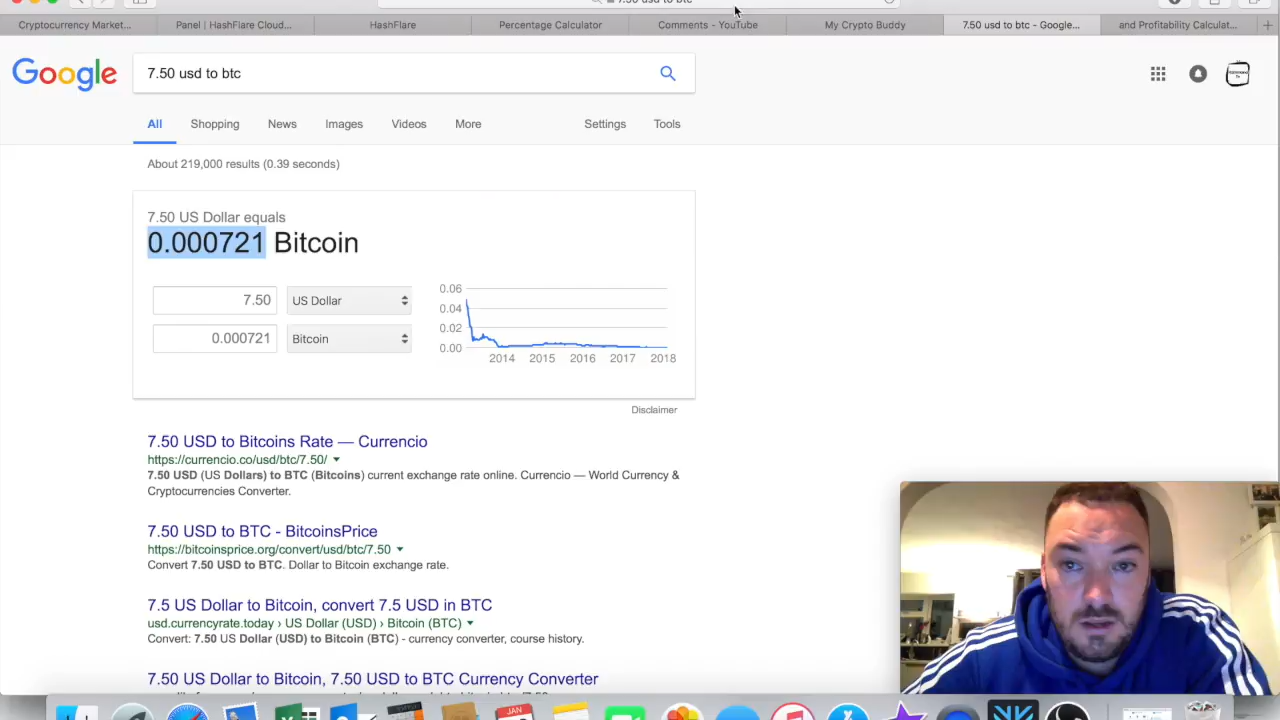 7.50 usd to btc
Cryptocurrency Market...
Panel | HashFlare Cloud...
HashFlare
Percentage Calculator
Comments - YouTube
My Crypto Buddy
7.50 usd to btc - Google...
and Profitability Calculat...
Google
7.50 usd to btc
All
Shopping
News
Images
Videos
More
Settings
Tools
About 219,000 results (0.39 seconds)
7.50 US Dollar equals
0.000721 Bitcoin
7.50
US Dollar
0.000721
Bitcoin
0.06
0.04
0.02
0.00
2014
2015
2016
2017
2018
Disclaimer
7.50 USD to Bitcoins Rate — Currencio
https://currencio.co/usd/btc/7.50/
7.50 USD (US Dollars) to BTC (Bitcoins) current exchange rate online. Currencio — World Currency &
Cryptocurrencies Converter.
7.50 USD to BTC - BitcoinsPrice
https://bitcoinsprice.org/convert/usd/btc/7.50
Convert 7.50 USD to BTC. Dollar to Bitcoin exchange rate.
7.5 US Dollar to Bitcoin, convert 7.5 USD in BTC
usd.currencyrate.today › US Dollar (USD) › Bitcoin (BTC)
Convert: 7.50 US Dollar (USD) to Bitcoin (BTC) - currency converter, course history.
7.50 US Dollar to Bitcoin, 7.50 USD to BTC Currency Converter
JAN